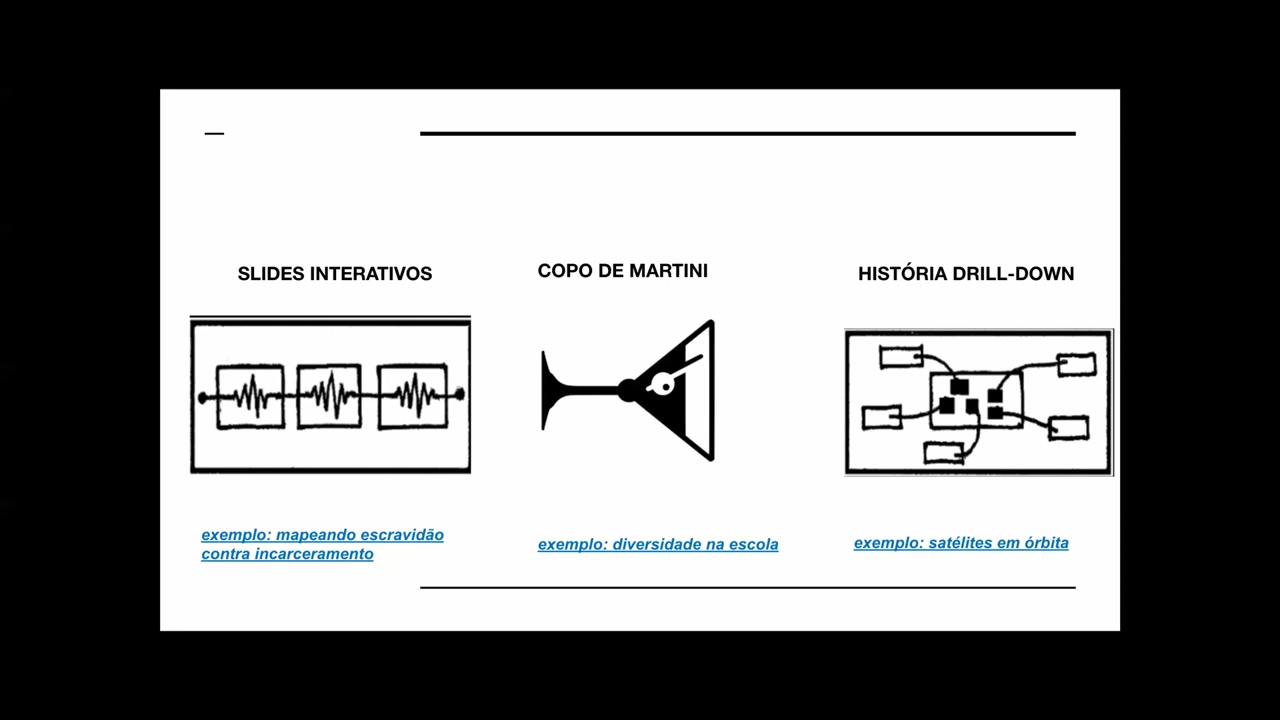 SLIDES INTERATIVOS
COPO DE MARTINI
HISTÓRIA DRILL-DOWN
exemplo: mapeando escravidão
contra incarceramento
exemplo: diversidade na escola
exemplo: satélites em órbita